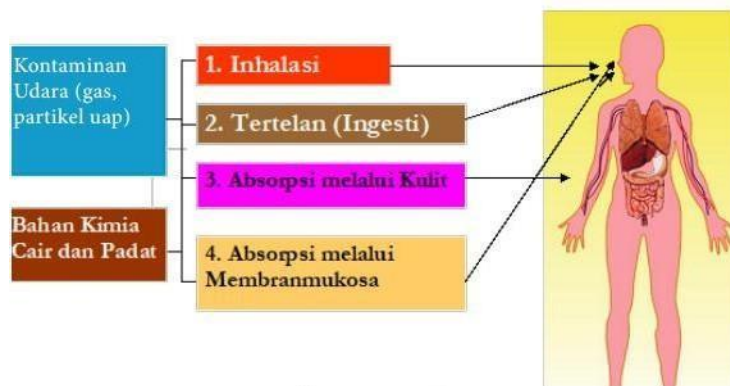 Kontaminan
Udara (gas,
partikel uap)
Bahan Kimia
Cair dan Padat
1. Inhalasi
2. Tertelan (Ingesti)
3. Absorpsi melalui Kulit
4. Absorpsi melalui
Membranmukosa